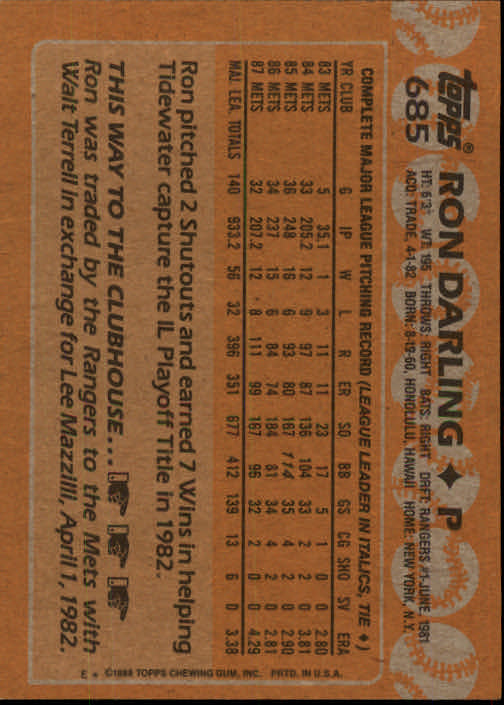 Topps® RON DARLING ♦ P
685
HT: 6'3" WT: 195 THROWS: RIGHT BATS: RIGHT DRFT: RANGERS #1-JUNE, 1981
ACQ: TRADE, 4-1-82 BORN: 8-19-60, HONOLULU, HAWAII HOME: NEW YORK, N.Y.
COMPLETE MAJOR LEAGUE PITCHING RECORD (LEAGUE LEADER IN ITALICS, TIE ♦)
YR CLUB G IP W L R ER SO BB GS CG SHO SV ERA
83 METS 5 35.1 1 3 11 11 23 17 5 1 0 0 2.80
84 METS 33 205.2 12 9 97 87 136 104 33 2 2 0 3.81
85 METS 36 248 16 6 93 80 167 114 35 4 2 0 2.90
86 METS 34 237 15 6 84 74 184 81 34 4 2 0 2.81
87 METS 32 207.2 12 8 111 99 167 96 32 2 0 0 4.29
MAJ. LEA. TOTALS 140 933.2 56 32 396 351 677 412 139 13 6 0 3.38
Ron pitched 2 Shutouts and earned 7 Wins in helping
Tidewater capture the IL Playoff Title in 1982.
THIS WAY TO THE CLUBHOUSE...
Ron was traded by the Rangers to the Mets with
Walt Terrell in exchange for Lee Mazzilli, April 1, 1982.
E * ©1988 TOPPS CHEWING GUM, INC. PRTD. IN U.S.A.